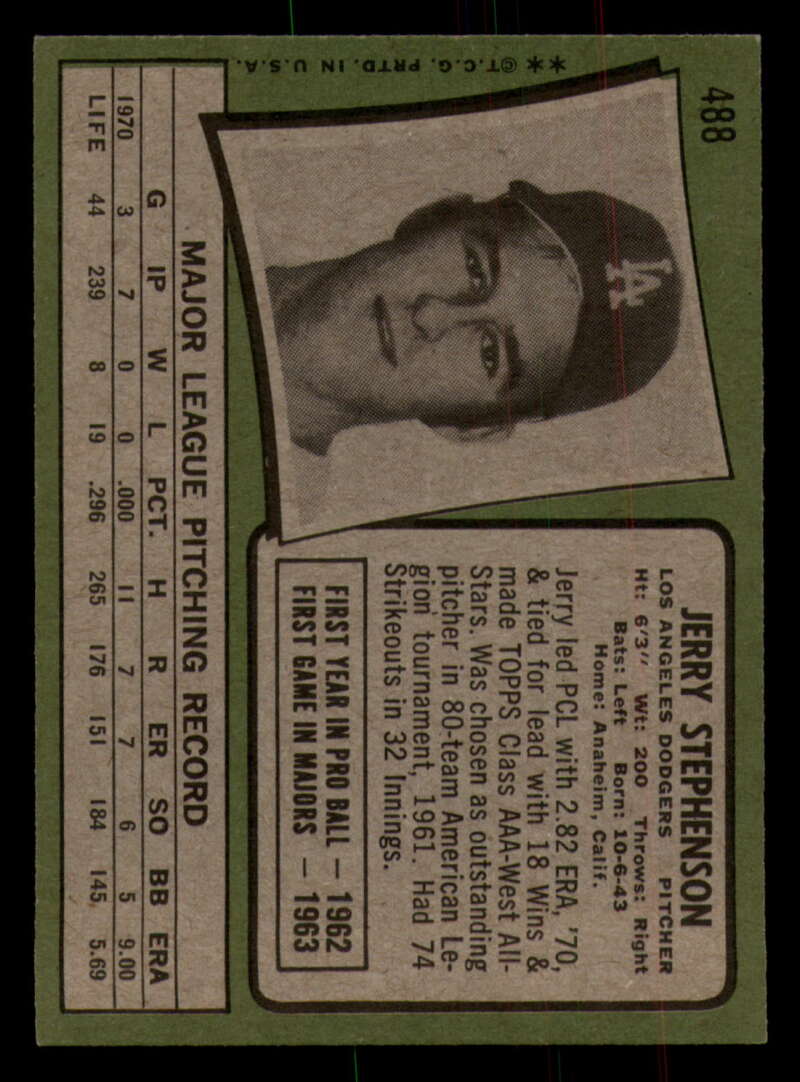 488
LA
** ©T.C.G. PRTD. IN U.S.A.
JERRY STEPHENSON
LOS ANGELES DODGERS PITCHER
Ht: 6'3" Wt: 200 Throws: Right
Bats: Left Born: 10-6-43
Home: Anaheim, Calif.
Jerry led PCL with 2.82 ERA, '70,
& tied for lead with 18 Wins &
made TOPPS Class AAA-West All-
Stars. Was chosen as outstanding
pitcher in 80-team American Le-
gion tournament, 1961. Had 74
Strikeouts in 32 Innings.
FIRST YEAR IN PRO BALL — 1962
FIRST GAME IN MAJORS — 1963
MAJOR LEAGUE PITCHING RECORD
G IP W L PCT. H R ER SO BB ERA
1970 3 7 0 0 .000 11 7 7 6 5 9.00
LIFE 44 239 8 19 .296 265 176 151 184 145 5.69